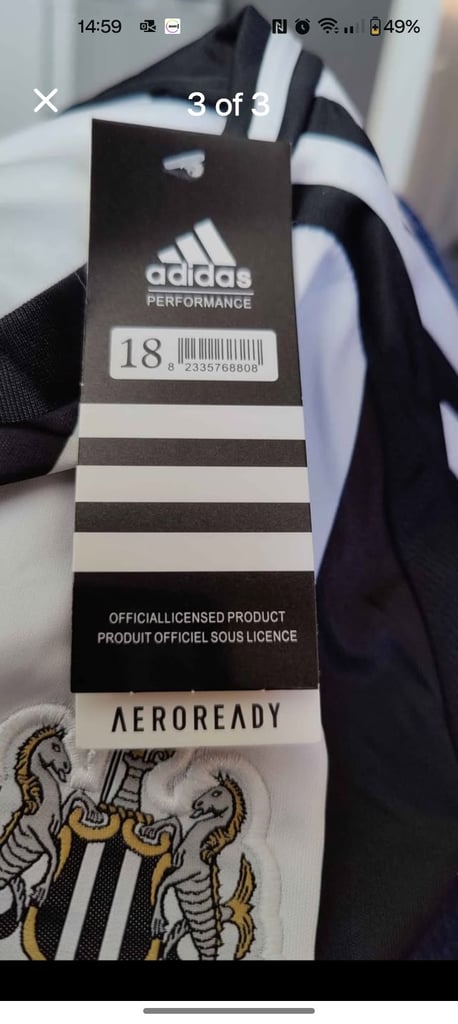 14:59
49%
3 of 3
adidas
PERFORMANCE
18
8 2335768808
OFFICIALLICENSED PRODUCT
PRODUIT OFFICIEL SOUS LICENCE
AEROREADY